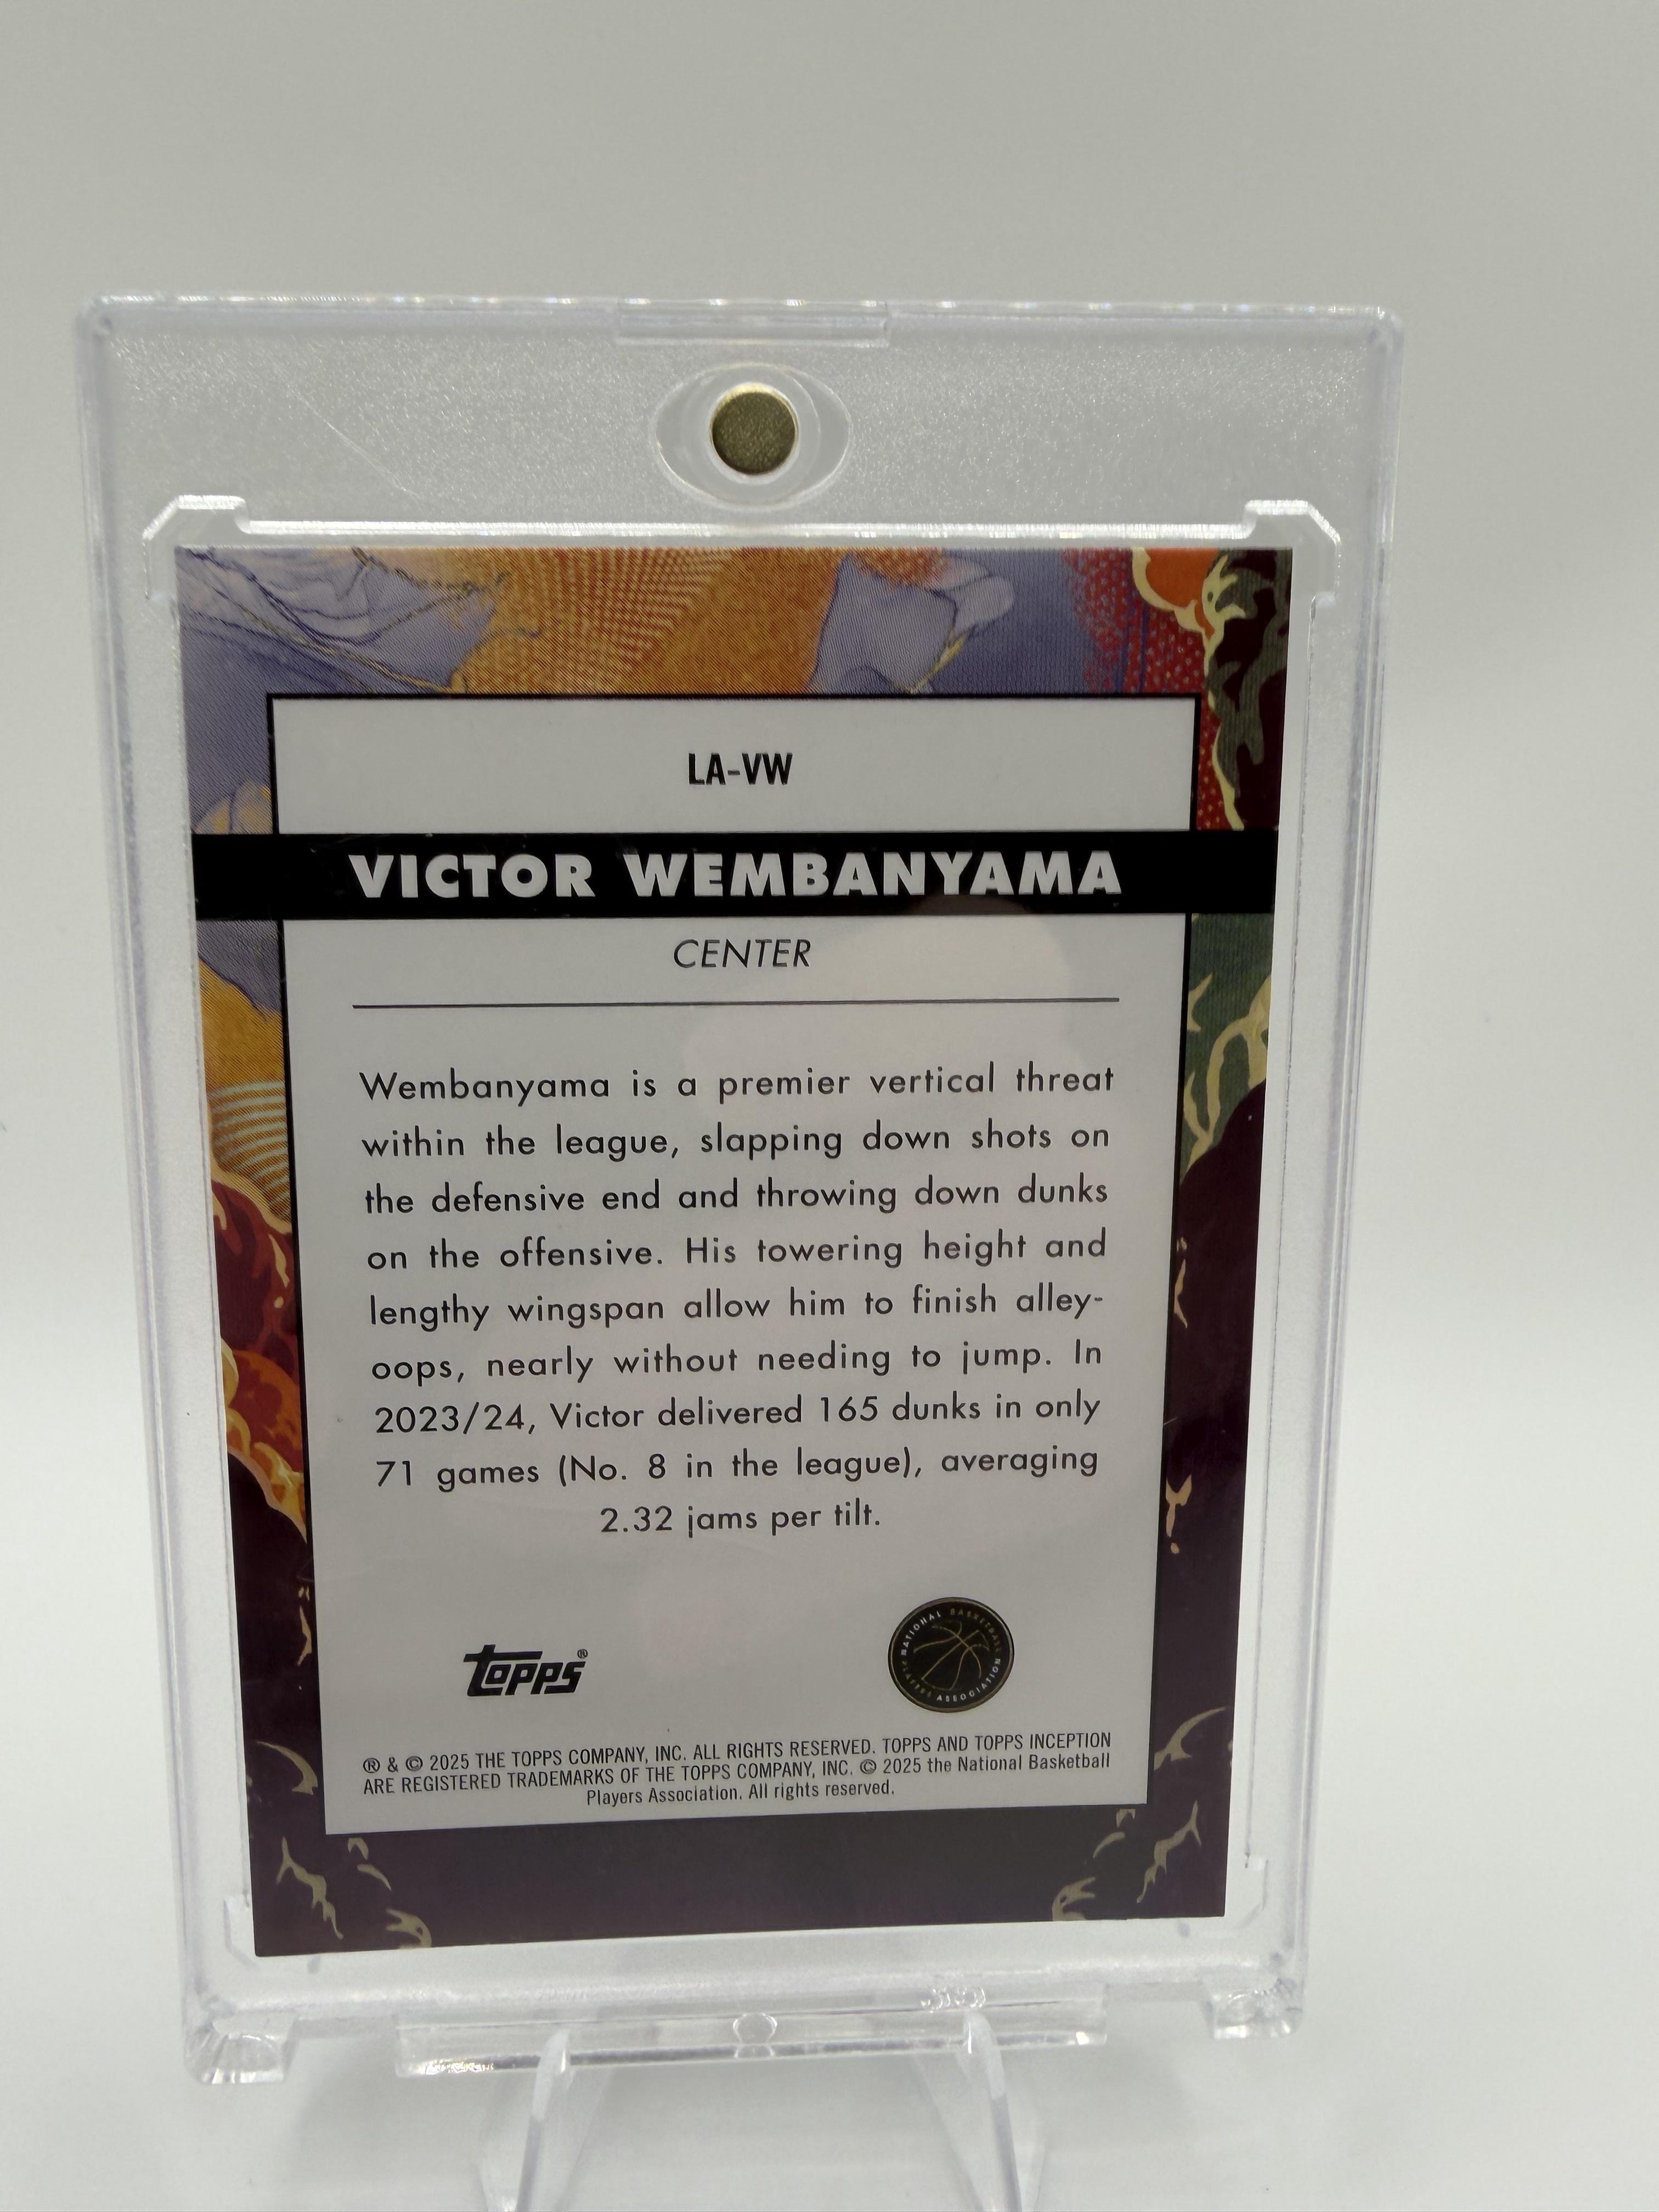 LA-VW
VICTOR WEMBANYAMA
CENTER
Wembanyama is a premier vertical threat
within the league, slapping down shots on
the defensive end and throwing down dunks
on the offensive. His towering height and
lengthy wingspan allow him to finish alley-
oops, nearly without needing to jump. In
2023/24, Victor delivered 165 dunks in only
71 games (No. 8 in the league), averaging
2.32 jams per tilt.
topps®
NATIONAL BASKETBALL PLAYERS ASSOCIATION
® & © 2025 THE TOPPS COMPANY, INC. ALL RIGHTS RESERVED. TOPPS AND TOPPS INCEPTION
ARE REGISTERED TRADEMARKS OF THE TOPPS COMPANY, INC. © 2025 the National Basketball
Players Association. All rights reserved.